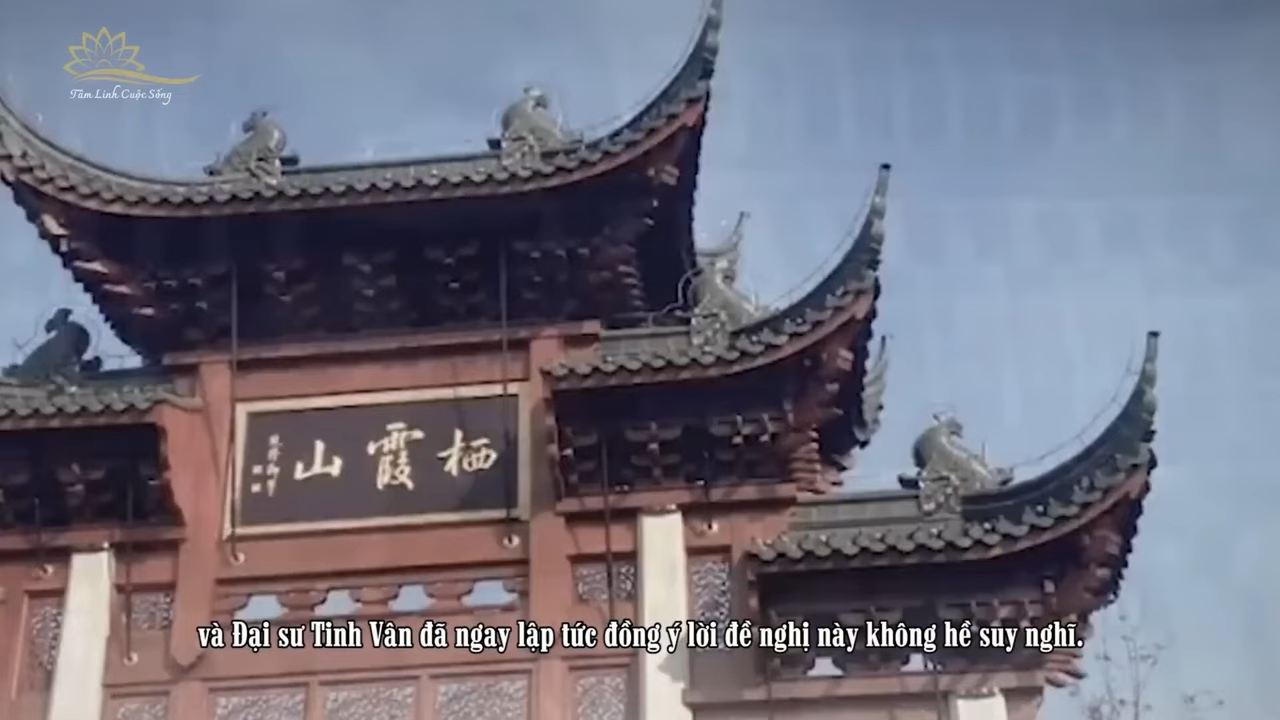 Tâm Linh Cuộc Sống
山霞栖
và Đại sư Tinh Vân đã ngay lập tức đồng ý lời đề nghị này không hề suy nghĩ.